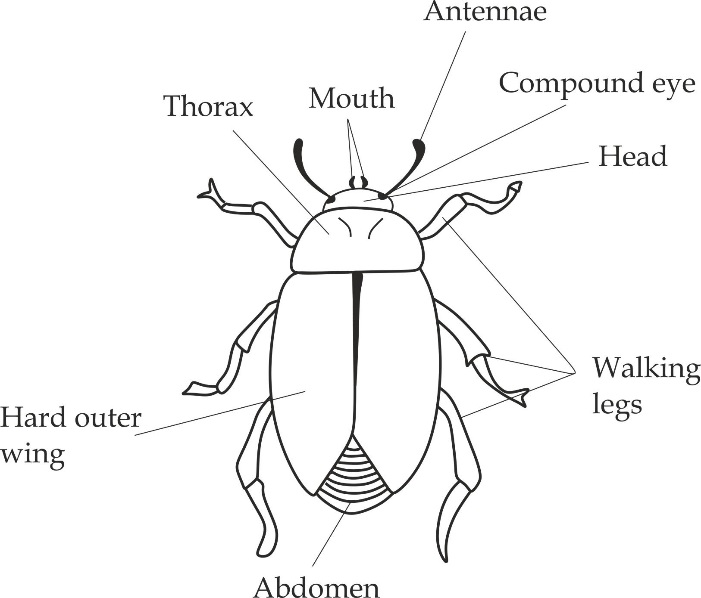 Antennae
Compound eye
Mouth
Thorax
Head
Walking
legs
Hard outer
wing
Abdomen